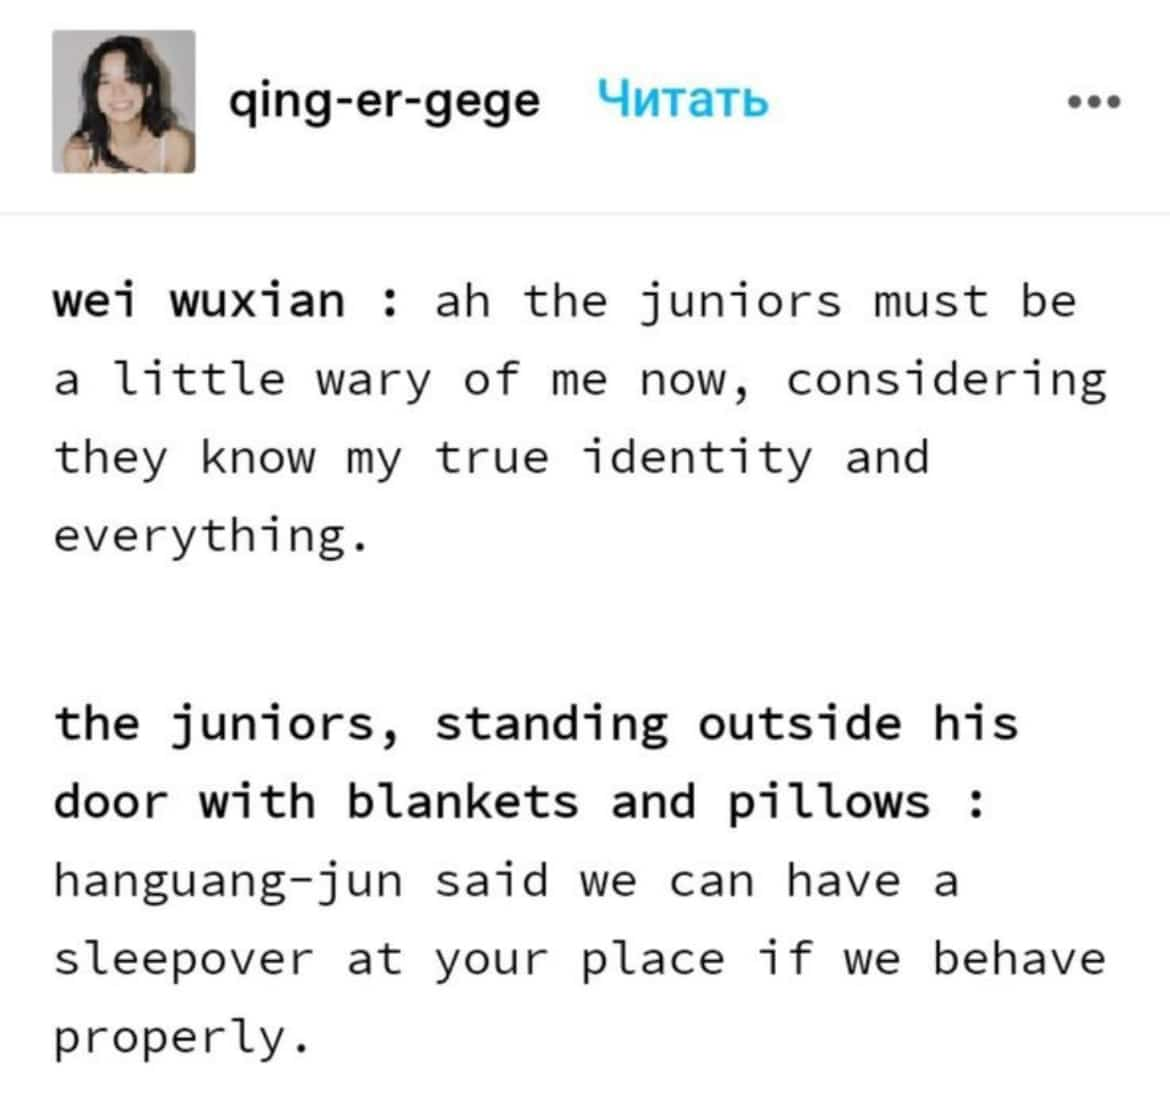 qing-er-gege Читать
wei wuxian : ah the juniors must be
a little wary of me now, considering
they know my true identity and
everything.
the juniors, standing outside his
door with blankets and pillows :
hanguang-jun said we can have a
sleepover at your place if we behave
properly.